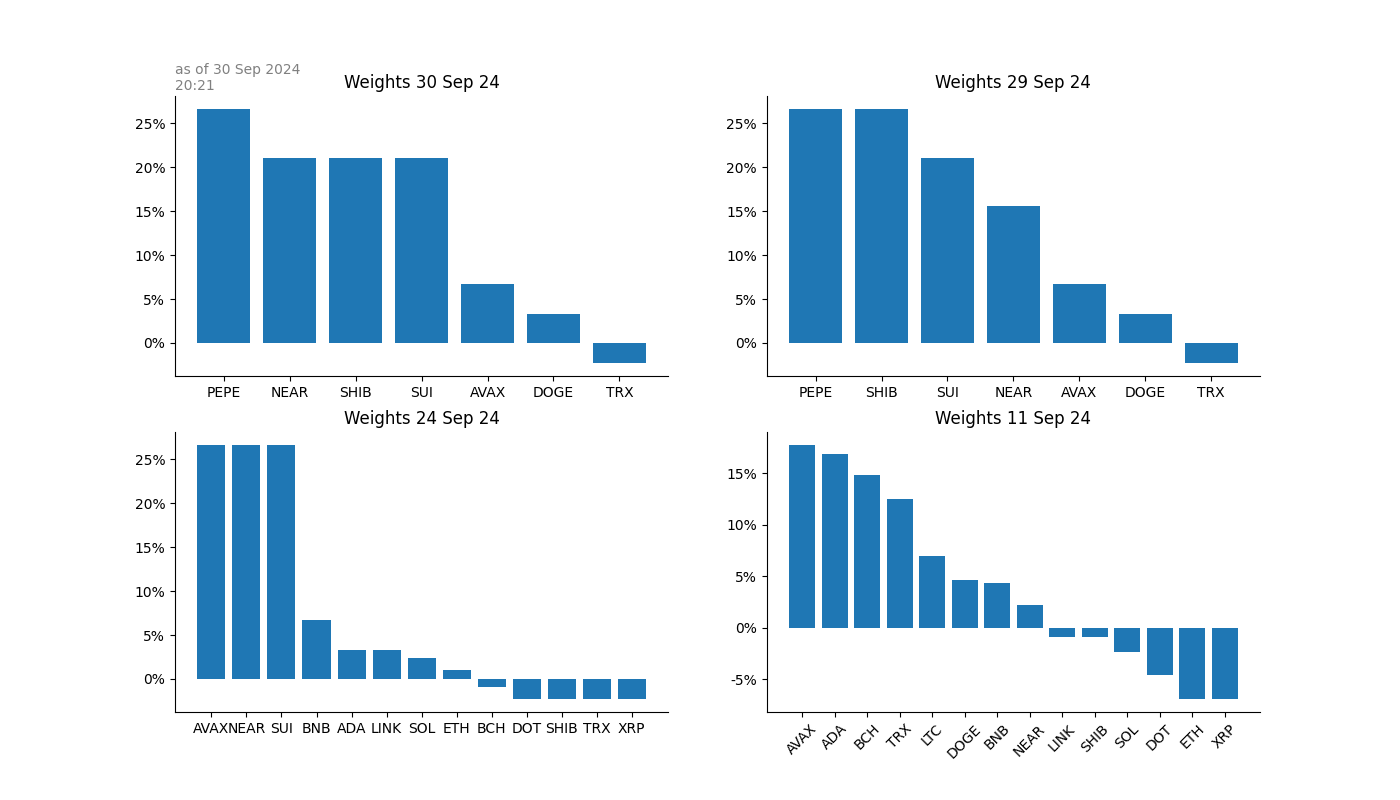 as of 30 Sep 2024
20:21
Weights 30 Sep 24
25%
20%
15%
10%
5%
0%
PEPE NEAR SHIB SUI AVAX DOGE TRX
Weights 29 Sep 24
25%
20%
15%
10%
5%
0%
PEPE SHIB SUI NEAR AVAX DOGE TRX
Weights 24 Sep 24
25%
20%
15%
10%
5%
0%
AVAX NEAR SUI BNB ADA LINK SOL ETH BCH DOT SHIB TRX XRP
Weights 11 Sep 24
15%
10%
5%
0%
-5%
AVAX ADA BCH TRX LTC DOGE BNB NEAR LINK SHIB SOL DOT ETH XRP